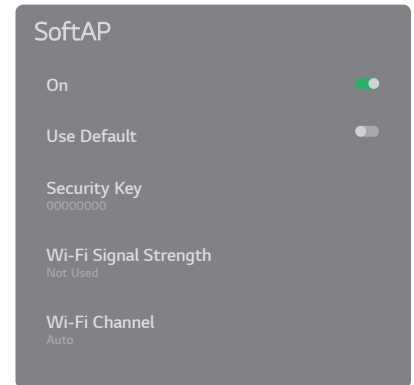 SoftAP
On
Use Default
Security Key
00000000
Wi-Fi Signal Strength
Not Used
Wi-Fi Channel
Auto